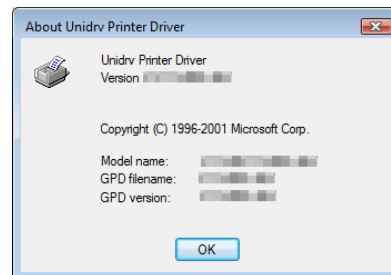 About Unidrv Printer Driver
Unidrv Printer Driver
Version
Copyright (C) 1996-2001 Microsoft Corp.
Model name:
GPD filename:
GPD version:
OK